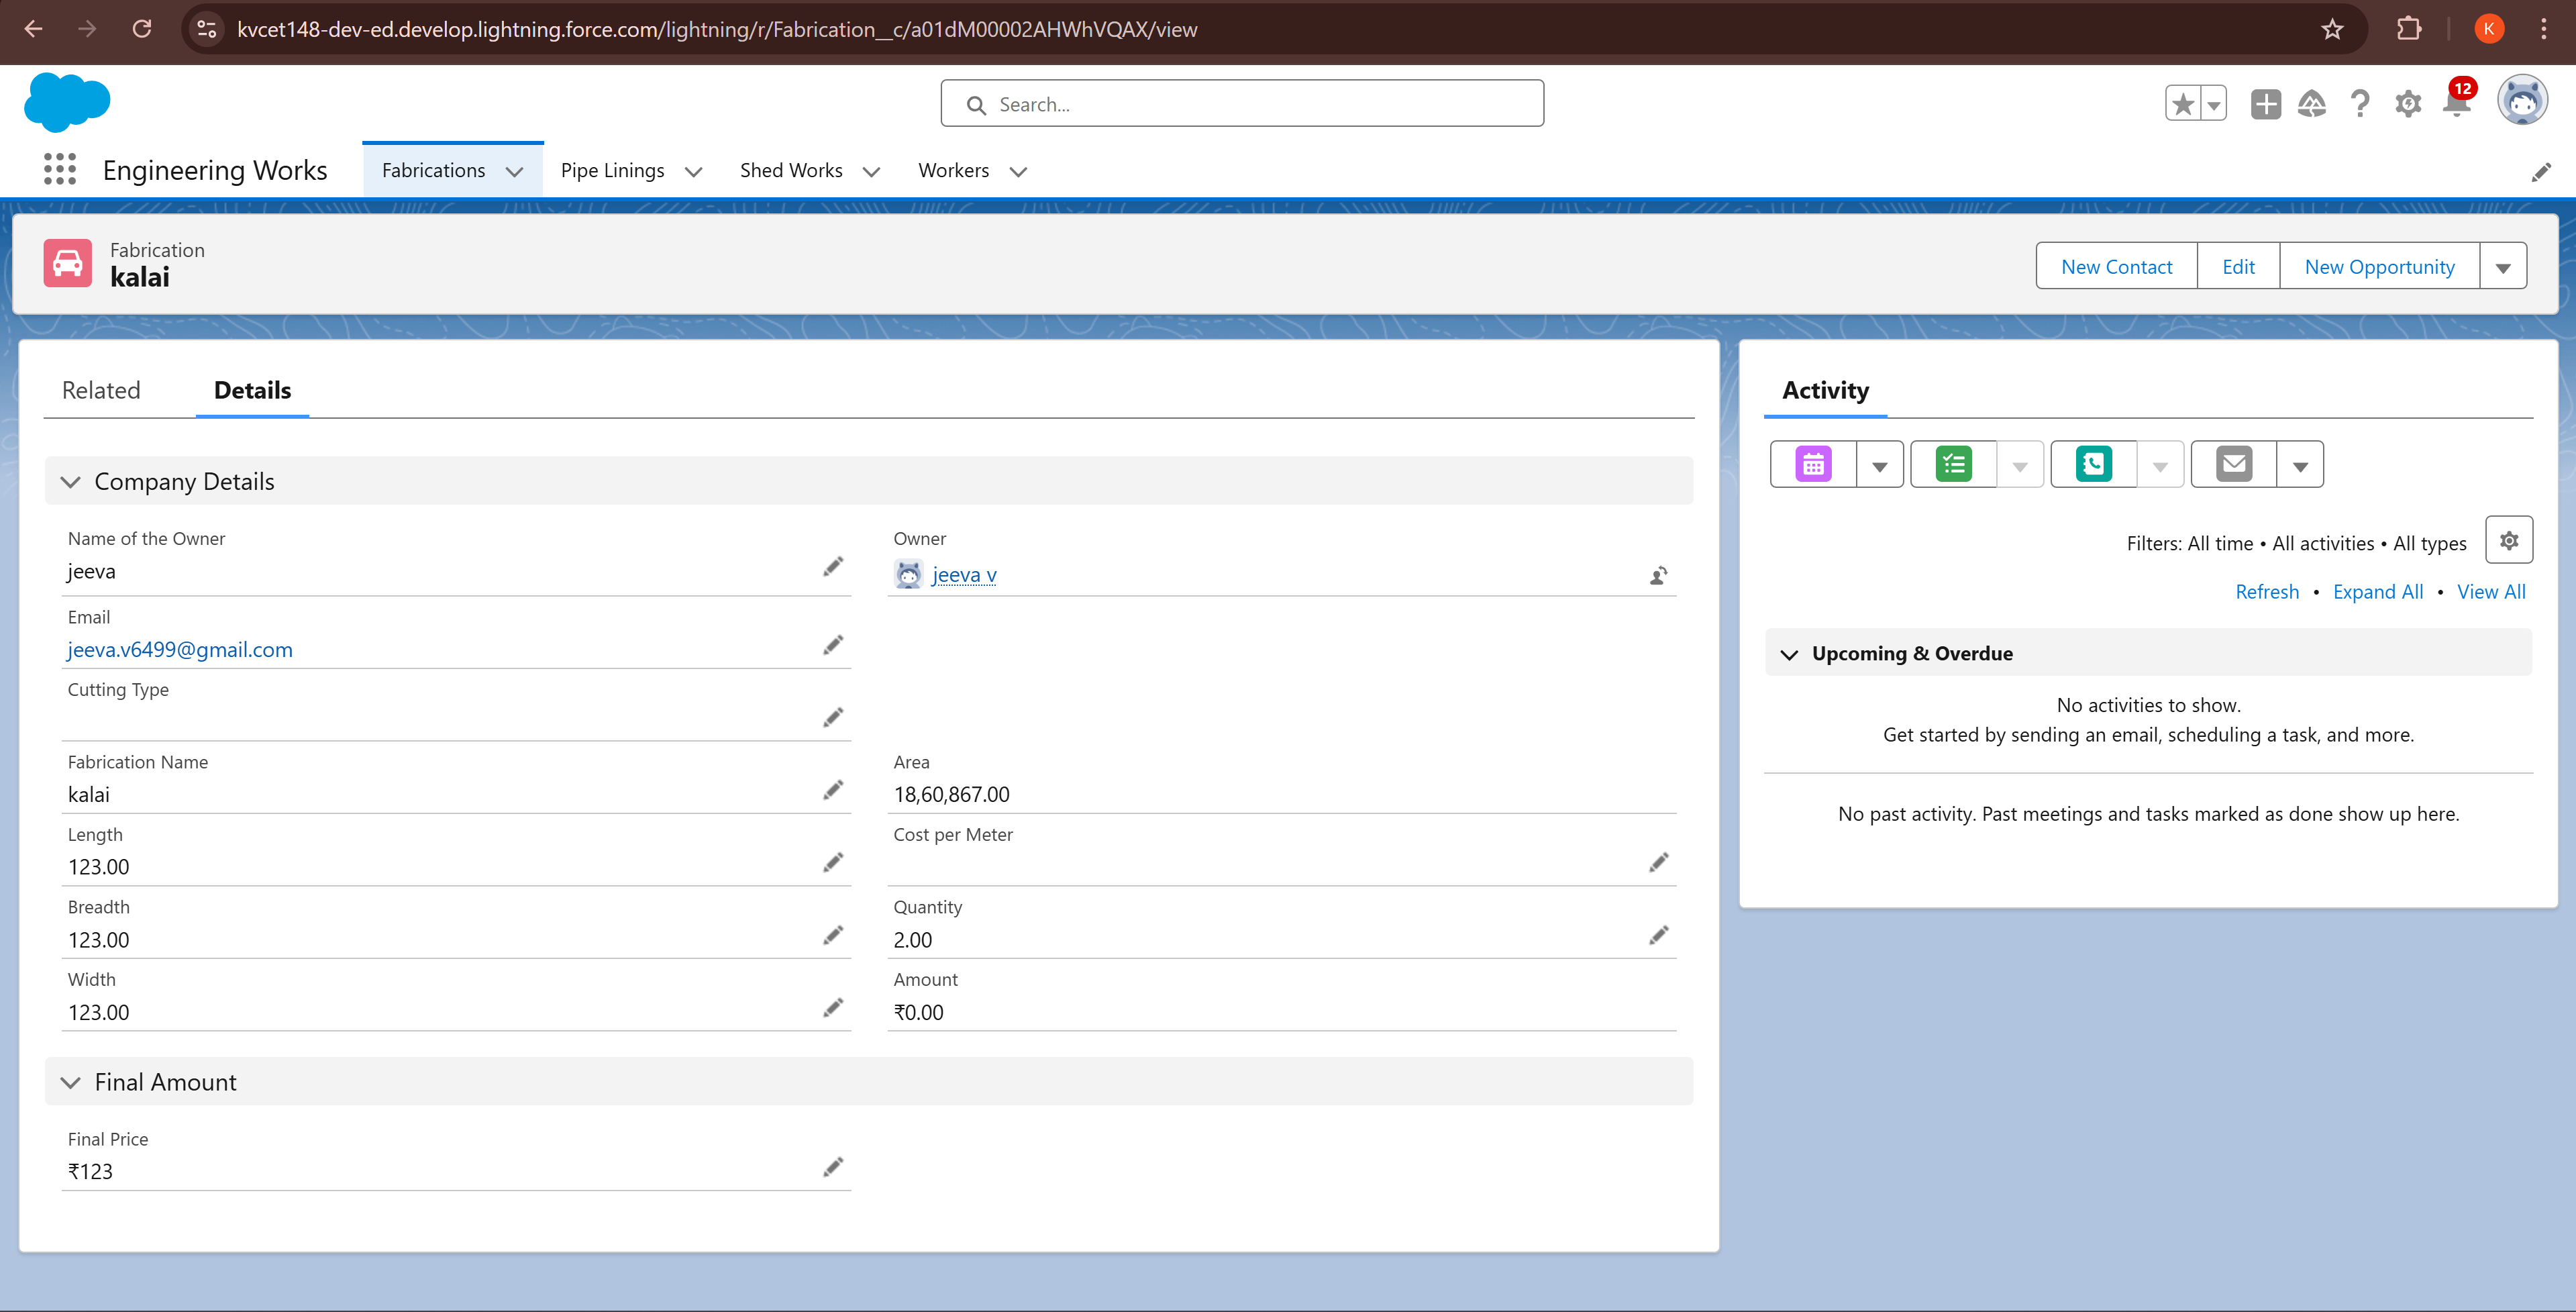 kvcet148-dev-ed.develop.lightning.force.com/lightning/r/Fabrication__c/a01dM00002AHWhVQAX/view
K
Search...
12
Engineering Works
Fabrications
Pipe Linings
Shed Works
Workers
Fabrication
kalai
New Contact
Edit
New Opportunity
Related
Details
Company Details
Name of the Owner
jeeva
Owner
jeeva v
Email
jeeva.v6499@gmail.com
Cutting Type
Fabrication Name
kalai
Area
18,60,867.00
Length
123.00
Cost per Meter
Breadth
123.00
Quantity
2.00
Width
123.00
Amount
₹0.00
Final Amount
Final Price
₹123
Activity
Filters: All time • All activities • All types
Refresh • Expand All • View All
Upcoming & Overdue
No activities to show.
Get started by sending an email, scheduling a task, and more.
No past activity. Past meetings and tasks marked as done show up here.